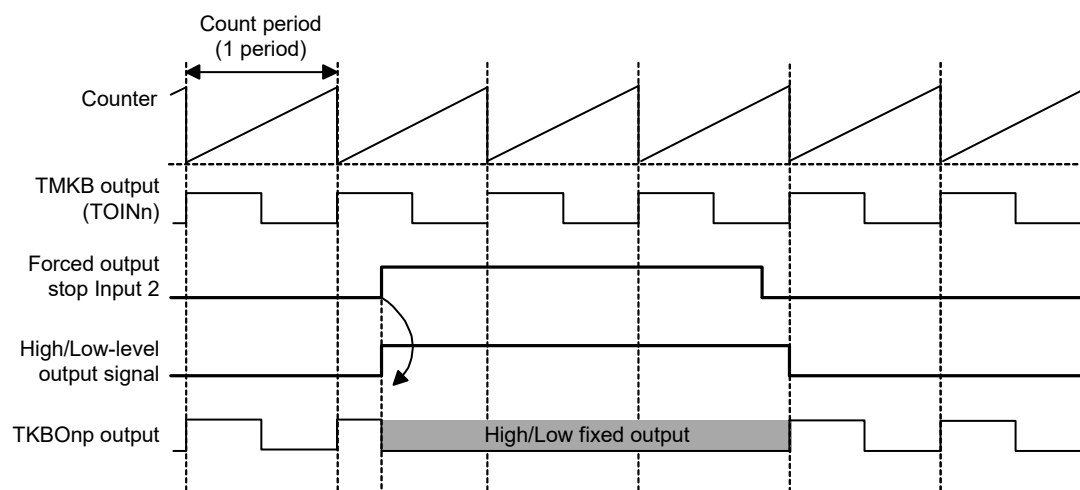 Count period
(1 period)
Counter
TMKB output
(TOINn)
Forced output
stop Input 2
High/Low-level
output signal
TKBOnp output
High/Low fixed output